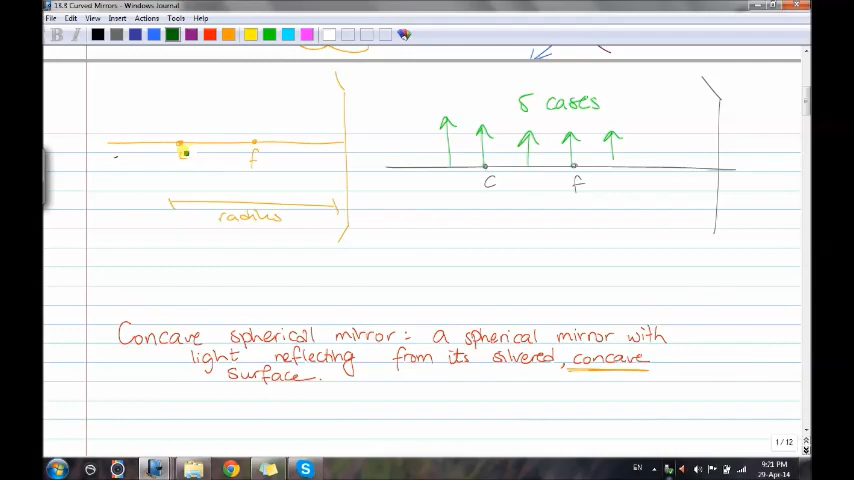 18.8 Curved Mirrors - Windows Journal
File Edit View Insert Actions Tools Help
B I
5 cases
f
C f
radius
Concave spherical mirror: a spherical mirror with
light reflecting from its silvered, concave
surface.
1 / 12
EN
9:21 PM
29-Apr-14